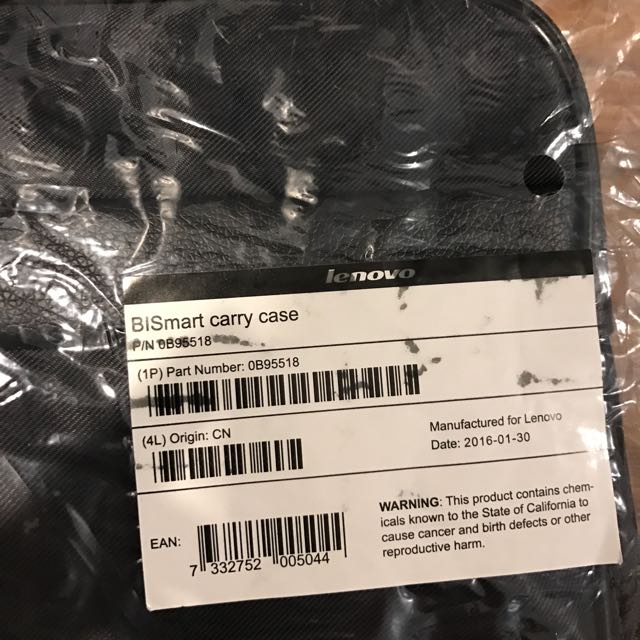 lenovo
BISmart carry case
P/N 0B95518
(1P) Part Number: 0B95518
(4L) Origin: CN
Manufactured for Lenovo
Date: 2016-01-30
EAN:
7 332752 005044
WARNING: This product contains chem-
icals known to the State of California to
cause cancer and birth defects or other
reproductive harm.